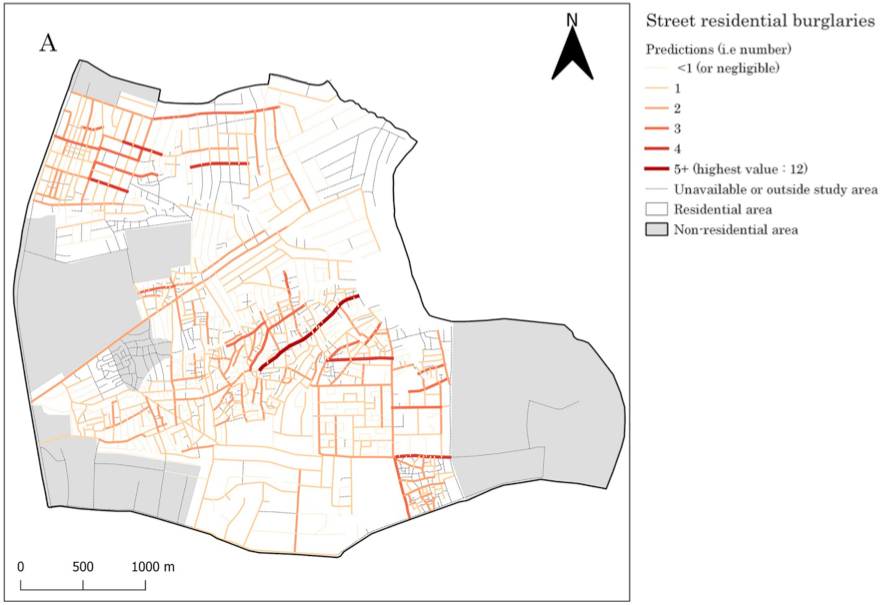 A
N
Street residential burglaries
Predictions (i.e number)
<1 (or negligible)
1
2
3
4
5+ (highest value : 12)
Unavailable or outside study area
Residential area
Non-residential area
0 500 1000 m